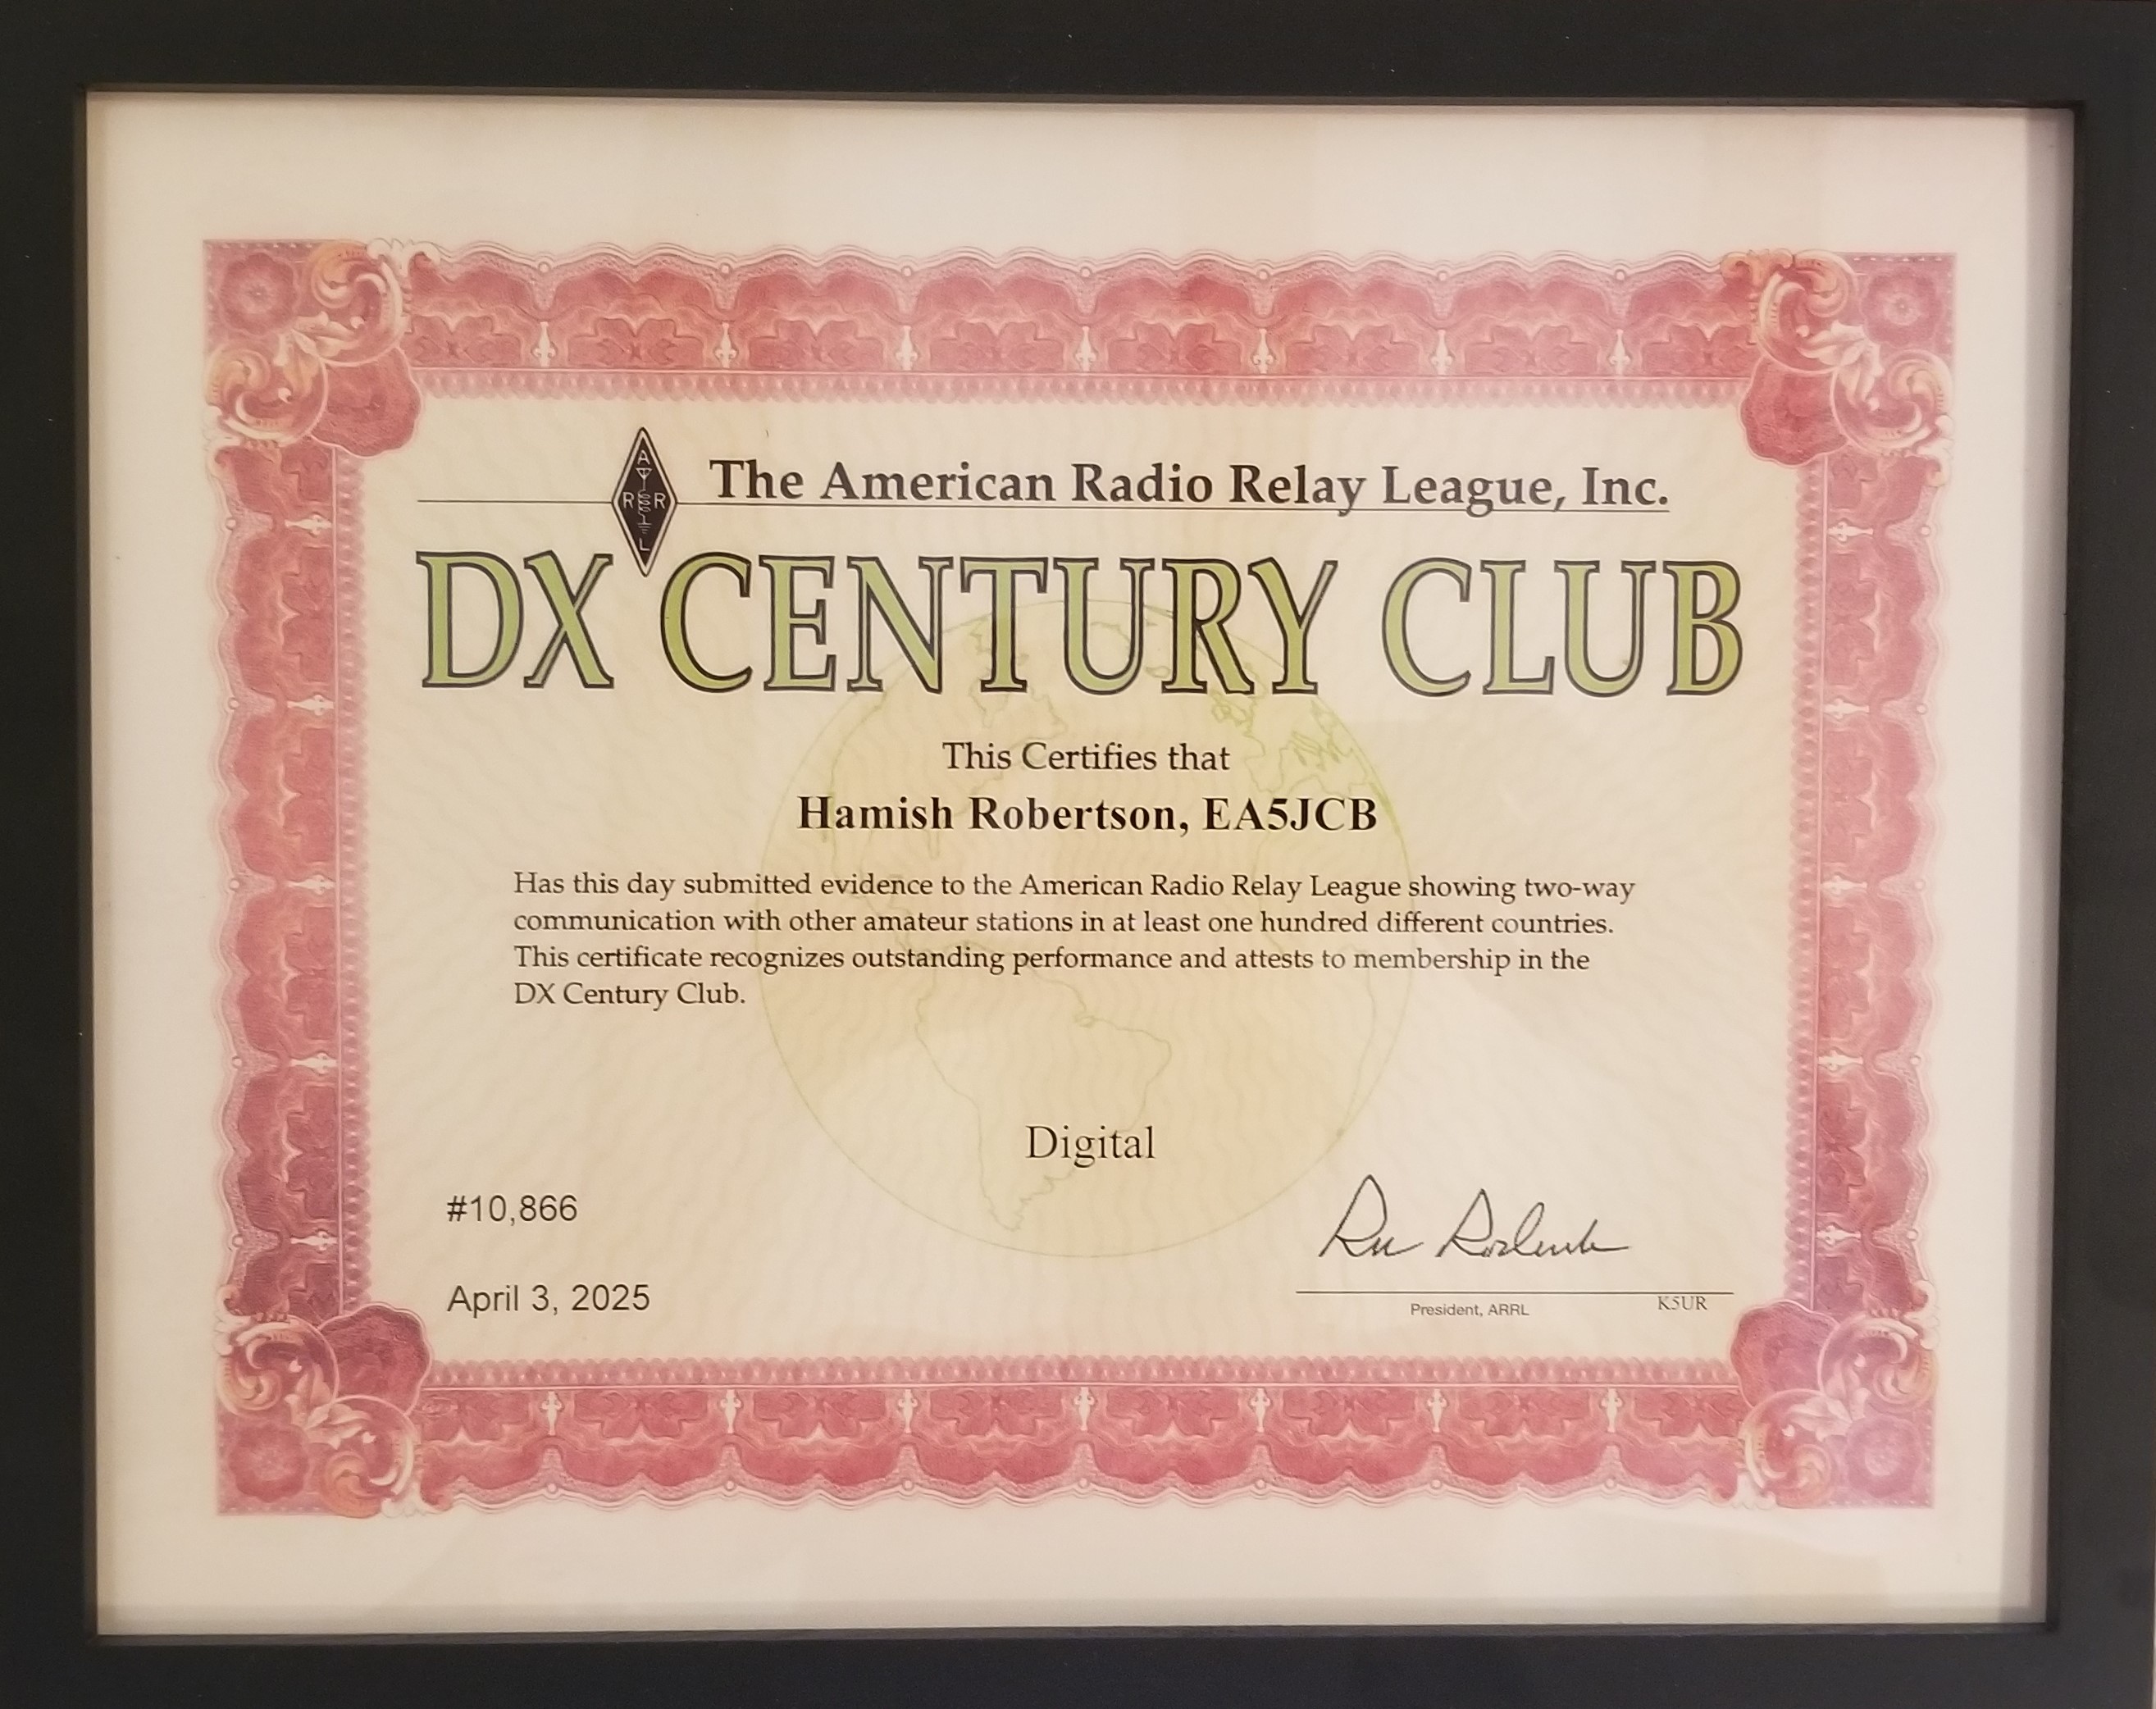 A
R R
L
The American Radio Relay League, Inc.
DX CENTURY CLUB
This Certifies that
Hamish Robertson, EA5JCB
Has this day submitted evidence to the American Radio Relay League showing two-way
communication with other amateur stations in at least one hundred different countries.
This certificate recognizes outstanding performance and attests to membership in the
DX Century Club.
Digital
#10,866
April 3, 2025
President, ARRL K5UR